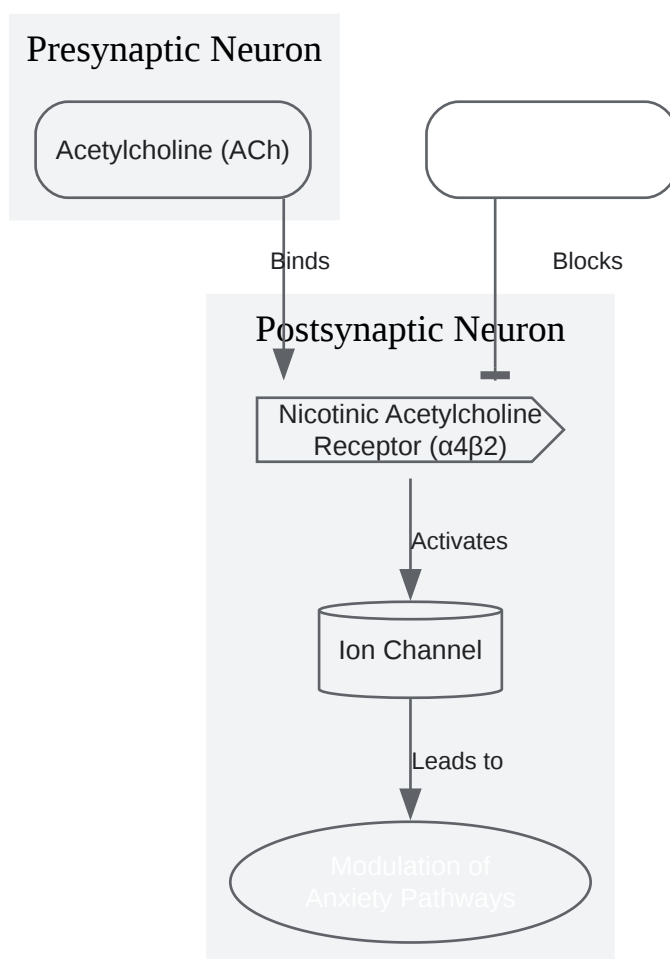 Presynaptic Neuron
Acetylcholine (ACh)
Binds
Blocks
Postsynaptic Neuron
Nicotinic Acetylcholine
Receptor (α4β2)
Activates
Ion Channel
Leads to
Modulation of
Anxiety Pathways